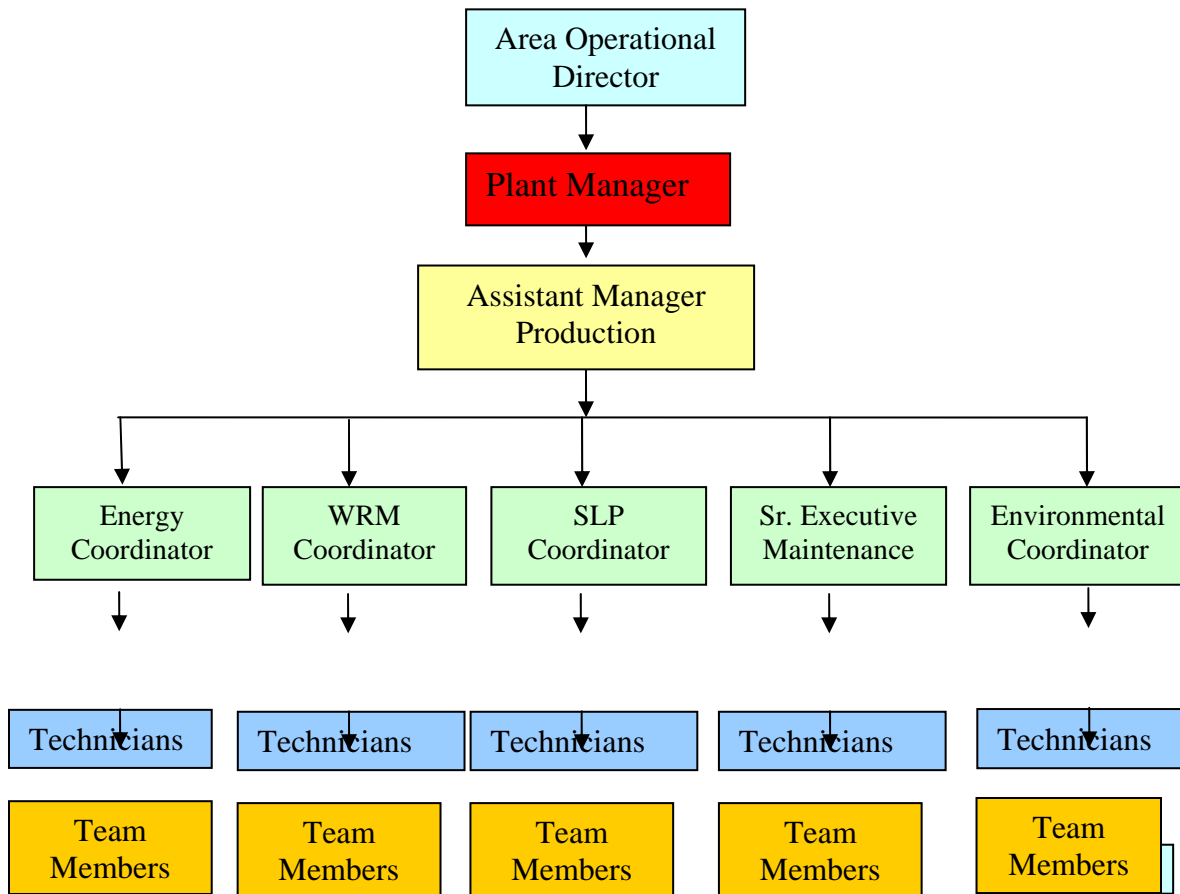 Area Operational
Director
Plant Manager
Assistant Manager
Production
Energy
Coordinator
WRM
Coordinator
SLP
Coordinator
Sr. Executive
Maintenance
Environmental
Coordinator
Technicians
Technicians
Technicians
Technicians
Technicians
Team
Members
Team
Members
Team
Members
Team
Members
Team
Members